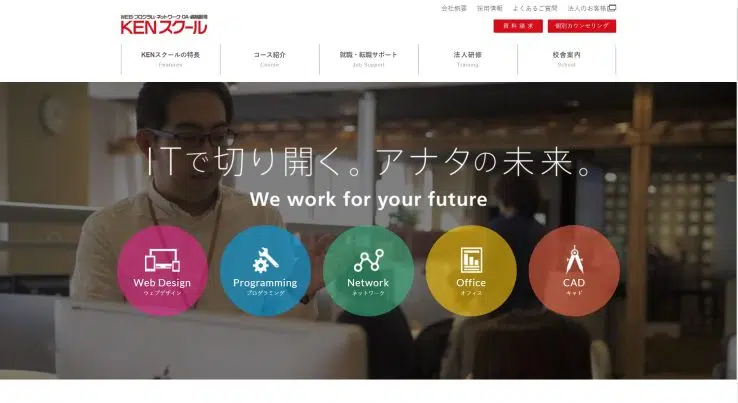 会社概要 採用情報 よくあるご質問 法人のお客様
WEB・プログラム・ネットワーク・OA・資格取得
KENスクール
資料請求 個別カウンセリング
KENスクールの特長 コース紹介 就職・転職サポート 法人研修 校舎案内
Features Course Job Support Training School
ITで切り開く。アナタの未来。
We work for your future
Web Design Programming Network Office CAD
ウェブデザイン プログラミング ネットワーク オフィス キャド